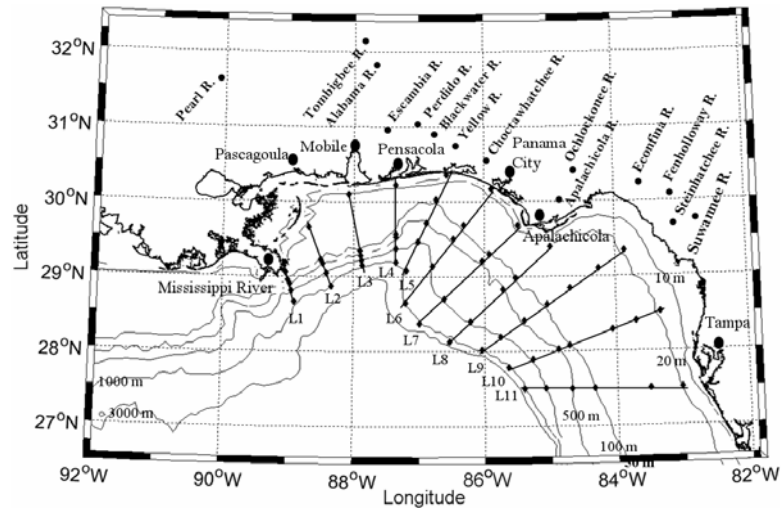 32°N
31°N
30°N
29°N
28°N
27°N
Latitude
92°W
90°W
88°W
86°W
84°W
82°W
Longitude
Pearl R.
Tombigbee R.
Alabama R.
Escambia R.
Perdido R.
Blackwater R.
Yellow R.
Choctawhatchee R.
Ochlockonee R.
Apalachicola R.
Econfina R.
Fenholloway R.
Steinhatchee R.
Suwannee R.
Pascagoula
Mobile
Pensacola
Panama
City
Apalachicola
Mississippi River
Tampa
L1
L2
L3
L4
L5
L6
L7
L8
L9
L10
L11
10 m
20 m
50 m
100 m
500 m
1000 m
3000 m